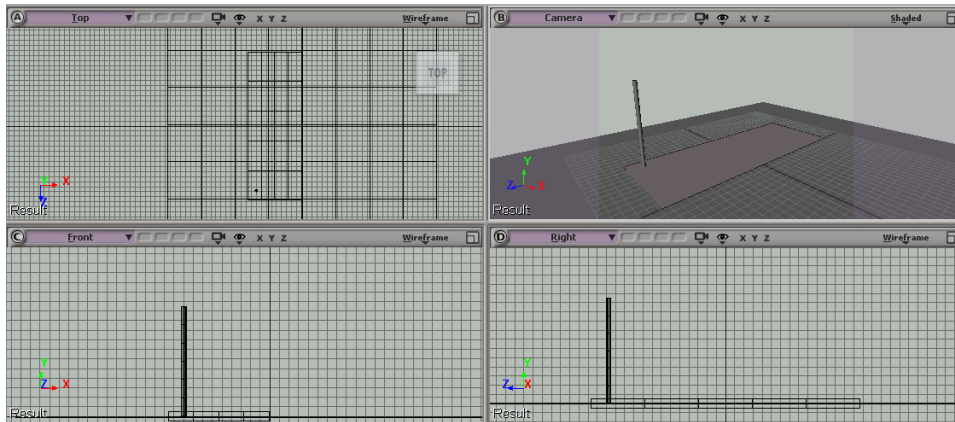 A Top X Y Z Wireframe
TOP
Y X
Z
Result
B Camera X Y Z Shaded
Y
Z X
Result
C Front X Y Z Wireframe
Y
Z X
Result
D Right X Y Z Wireframe
Y
Z X
Result